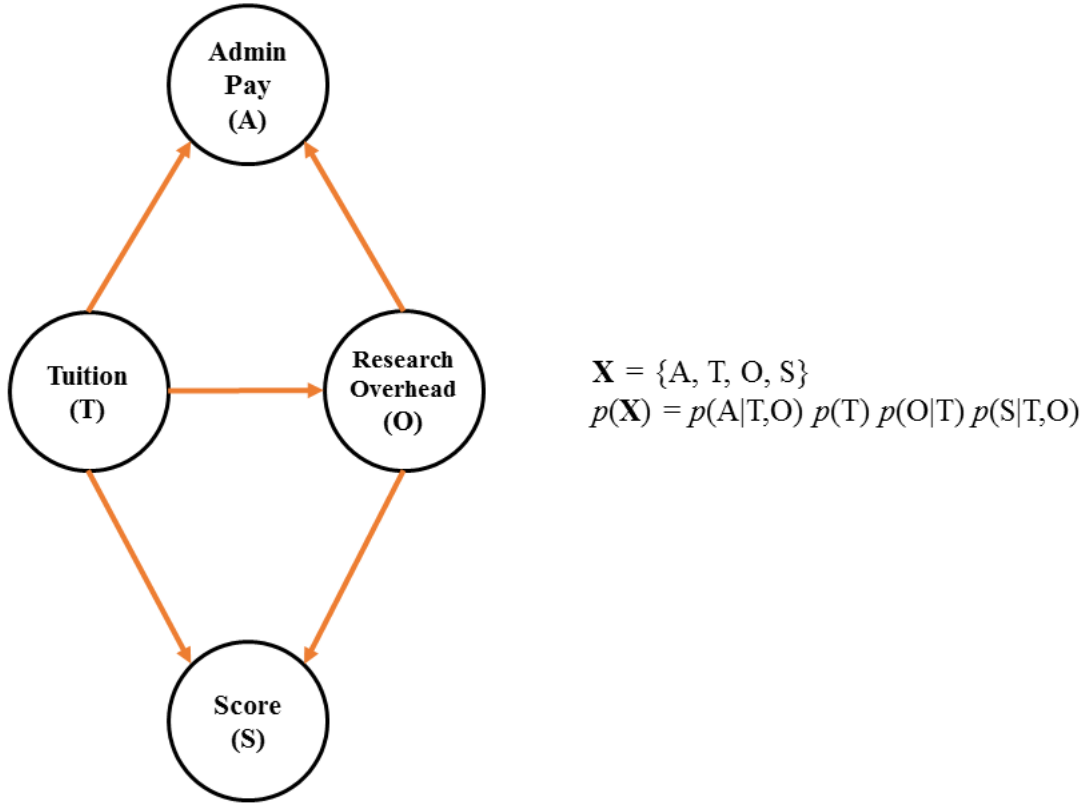 Admin
Pay
(A)
Tuition
(T)
Research
Overhead
(O)
X = {A, T, O, S}
p(X) = p(A|T,O) p(T) p(O|T) p(S|T,O)
Score
(S)